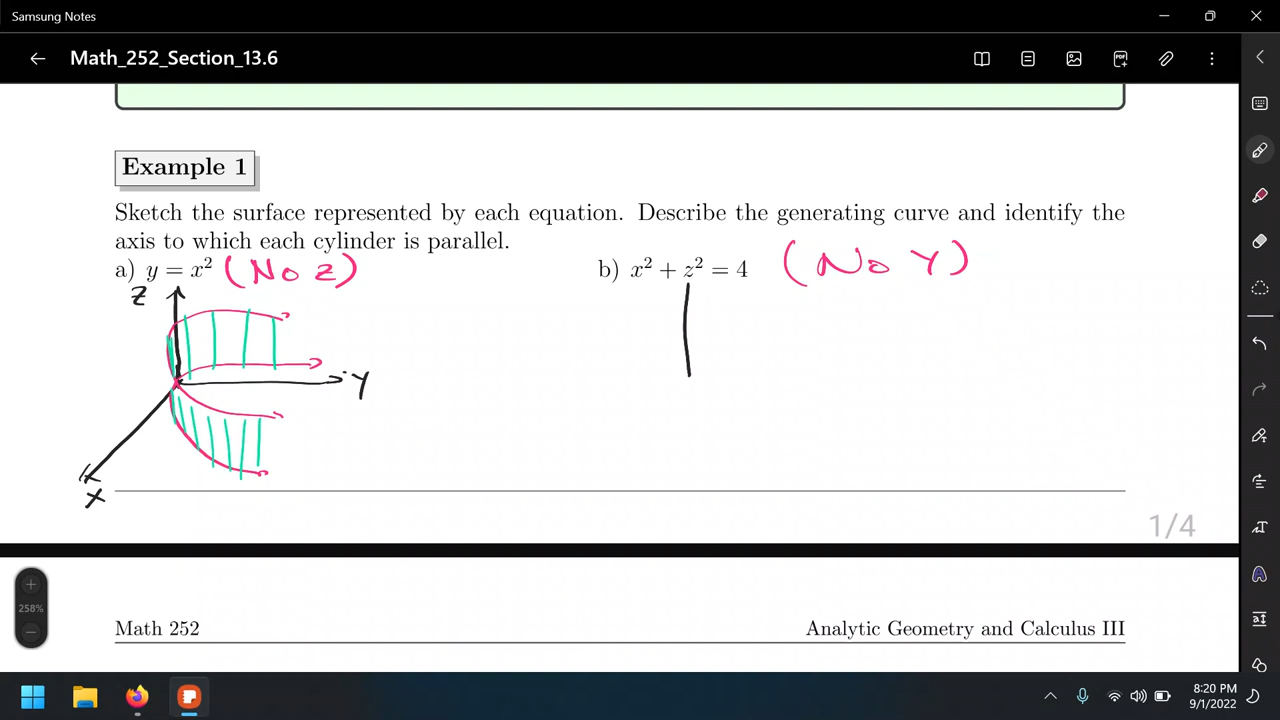 Samsung Notes
Math_252_Section_13.6
Example 1
Sketch the surface represented by each equation. Describe the generating curve and identify the
axis to which each cylinder is parallel.
a) y = x² (No z)
b) x² + z² = 4 (No Y)
Z
Y
X
1/4
258%
Math 252
Analytic Geometry and Calculus III
8:20 PM
9/1/2022